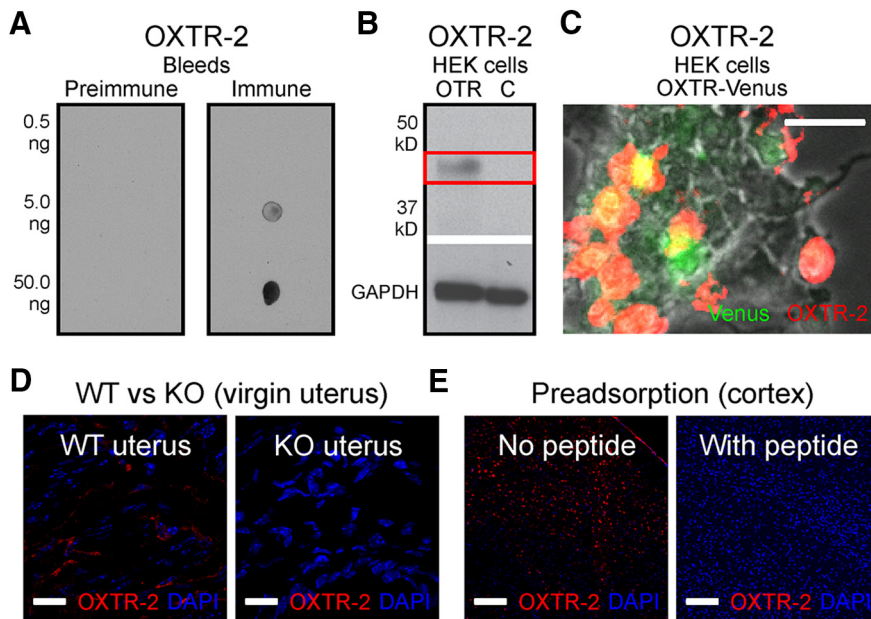 A
OXTR-2
Bleeds
Preimmune
Immune
0.5
ng
5.0
ng
50.0
ng
B
OXTR-2
HEK cells
OTR C
50
kD
37
kD
GAPDH
C
OXTR-2
HEK cells
OXTR-Venus
Venus OXTR-2
D
WT vs KO (virgin uterus)
WT uterus
OXTR-2 DAPI
KO uterus
OXTR-2 DAPI
E
Preadsorption (cortex)
No peptide
OXTR-2 DAPI
With peptide
OXTR-2 DAPI